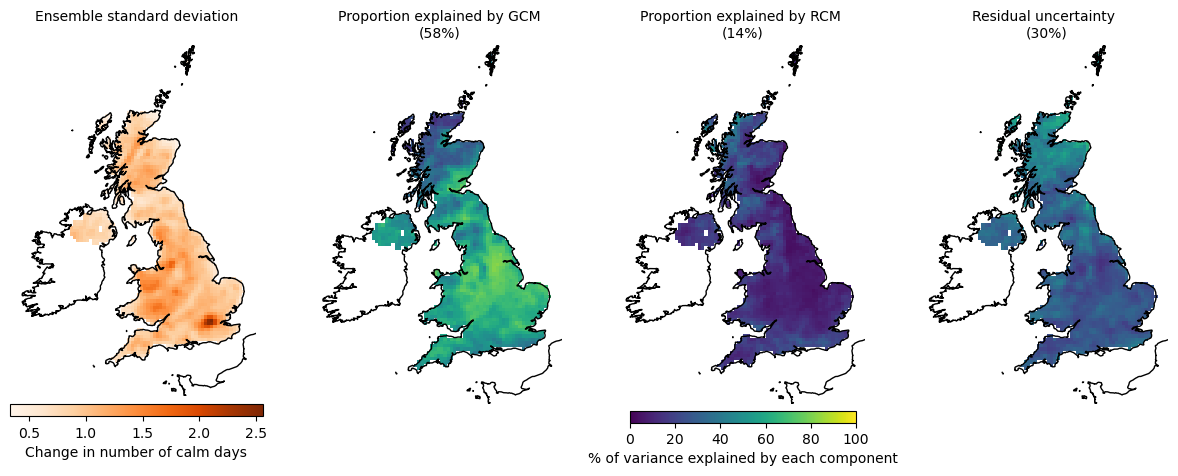 Ensemble standard deviation
Proportion explained by GCM
(58%)
Proportion explained by RCM
(14%)
Residual uncertainty
(30%)
0.5 1.0 1.5 2.0 2.5
Change in number of calm days
0 20 40 60 80 100
% of variance explained by each component